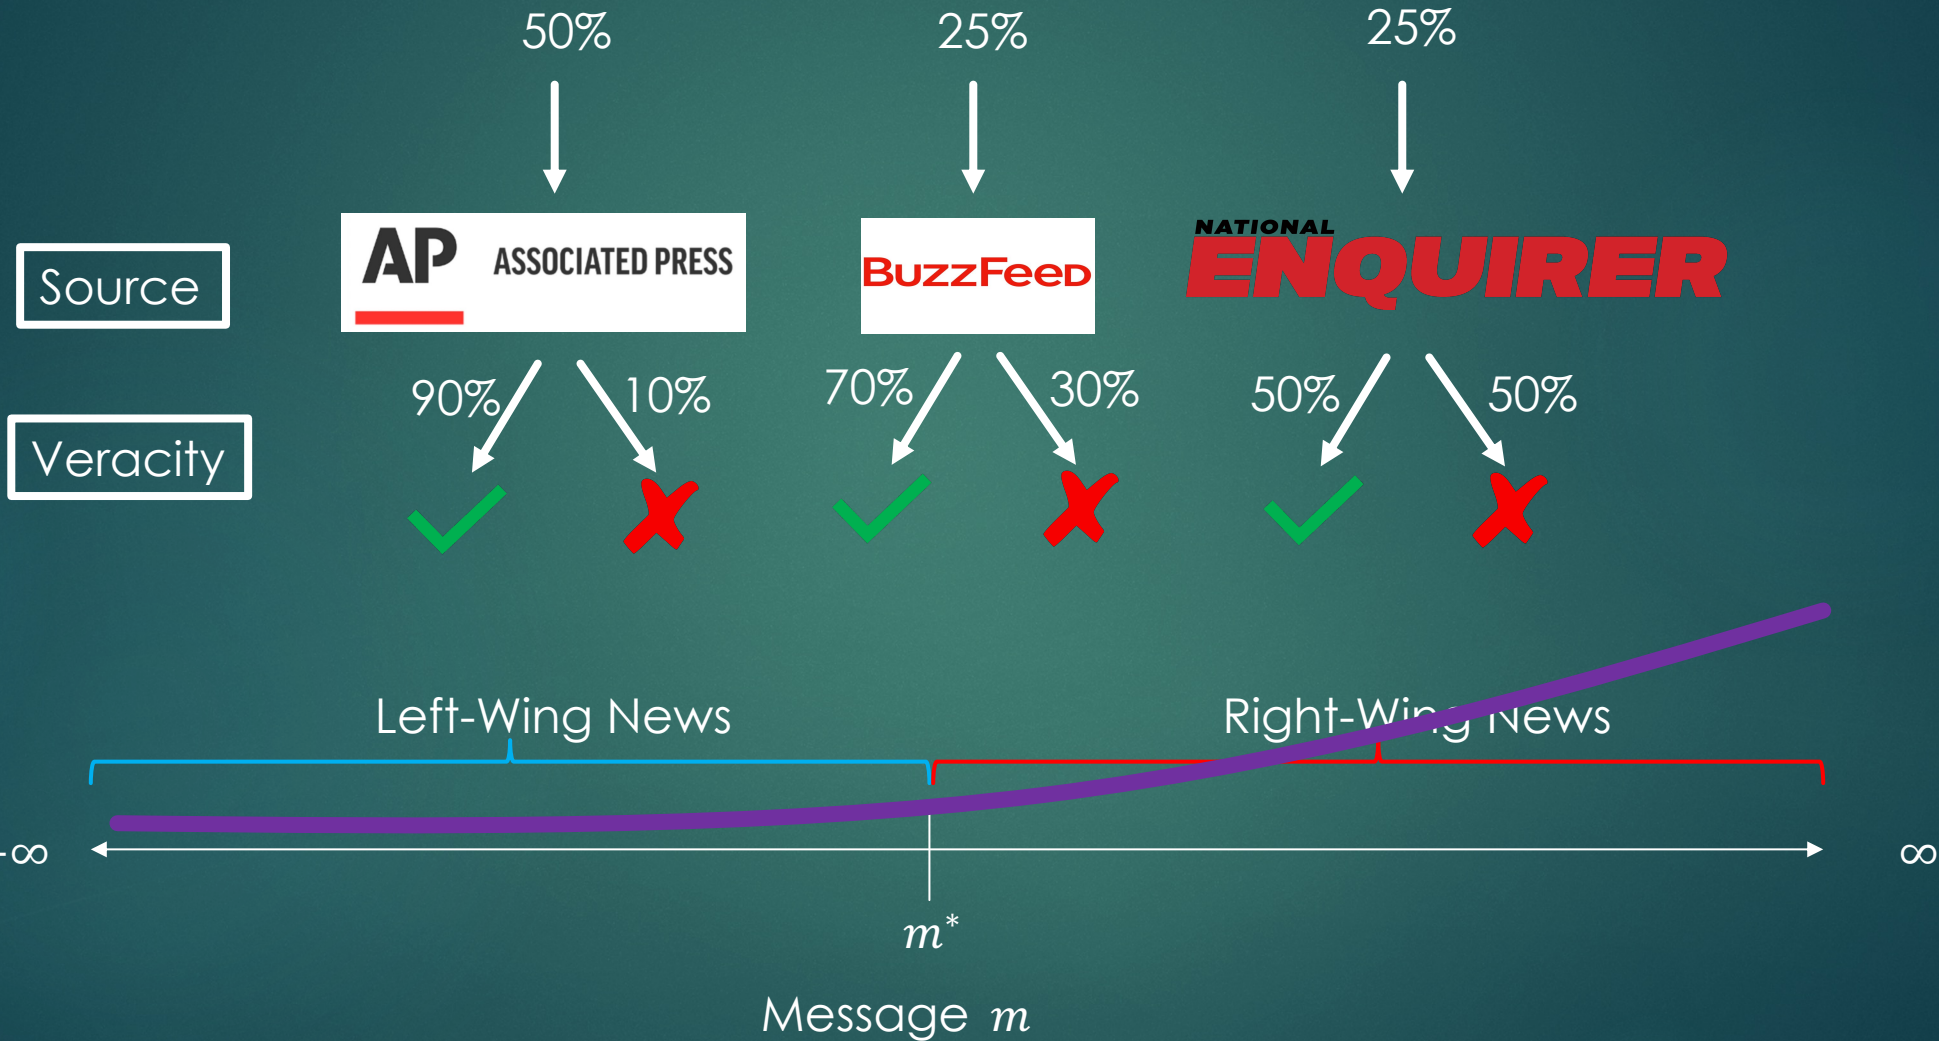 50%
25%
25%
Source
AP ASSOCIATED PRESS
BuzzFeed
NATIONAL
ENQUIRER
90%
10%
70%
30%
50%
50%
Veracity
Left-Wing News
Right-Wing News
-∞
∞
m*
Message m